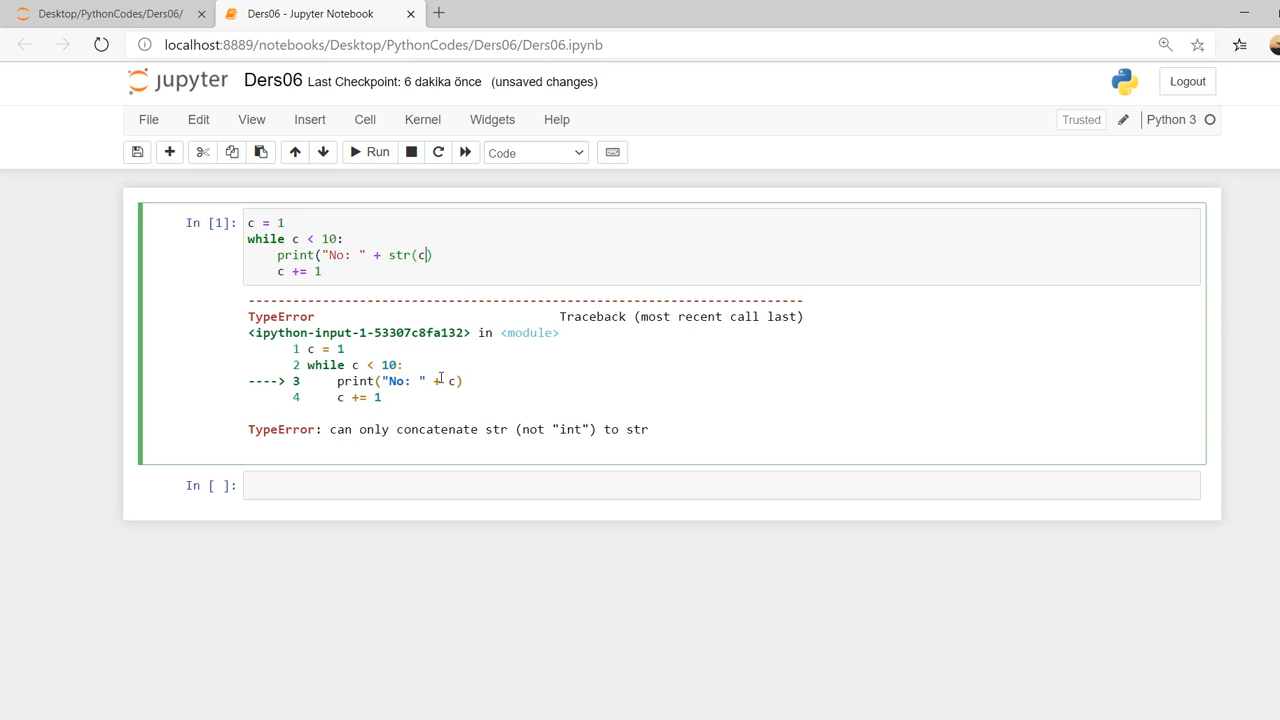 Desktop/PythonCodes/Ders06/
Ders06 - Jupyter Notebook
localhost:8889/notebooks/Desktop/PythonCodes/Ders06/Ders06.ipynb
jupyter Ders06 Last Checkpoint: 6 dakika önce (unsaved changes)
Logout
File Edit View Insert Cell Kernel Widgets Help
Trusted
Python 3
Run
Code
In [1]: c = 1
while c < 10:
    print("No: " + str(c)
    c += 1
---------------------------------------------------------------------------
TypeError                                 Traceback (most recent call last)
<ipython-input-1-53307c8fa132> in <module>
      1 c = 1
      2 while c < 10:
----> 3     print("No: " + c)
      4     c += 1
TypeError: can only concatenate str (not "int") to str
In [ ]: